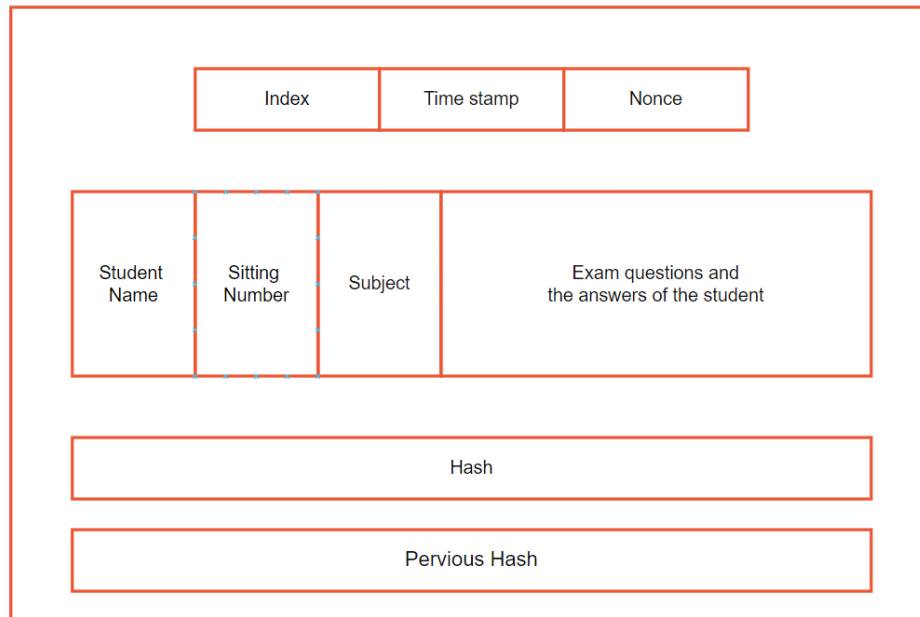 Index
Time stamp
Nonce
Student
Name
Sitting
Number
Subject
Exam questions and
the answers of the student
Hash
Pervious Hash